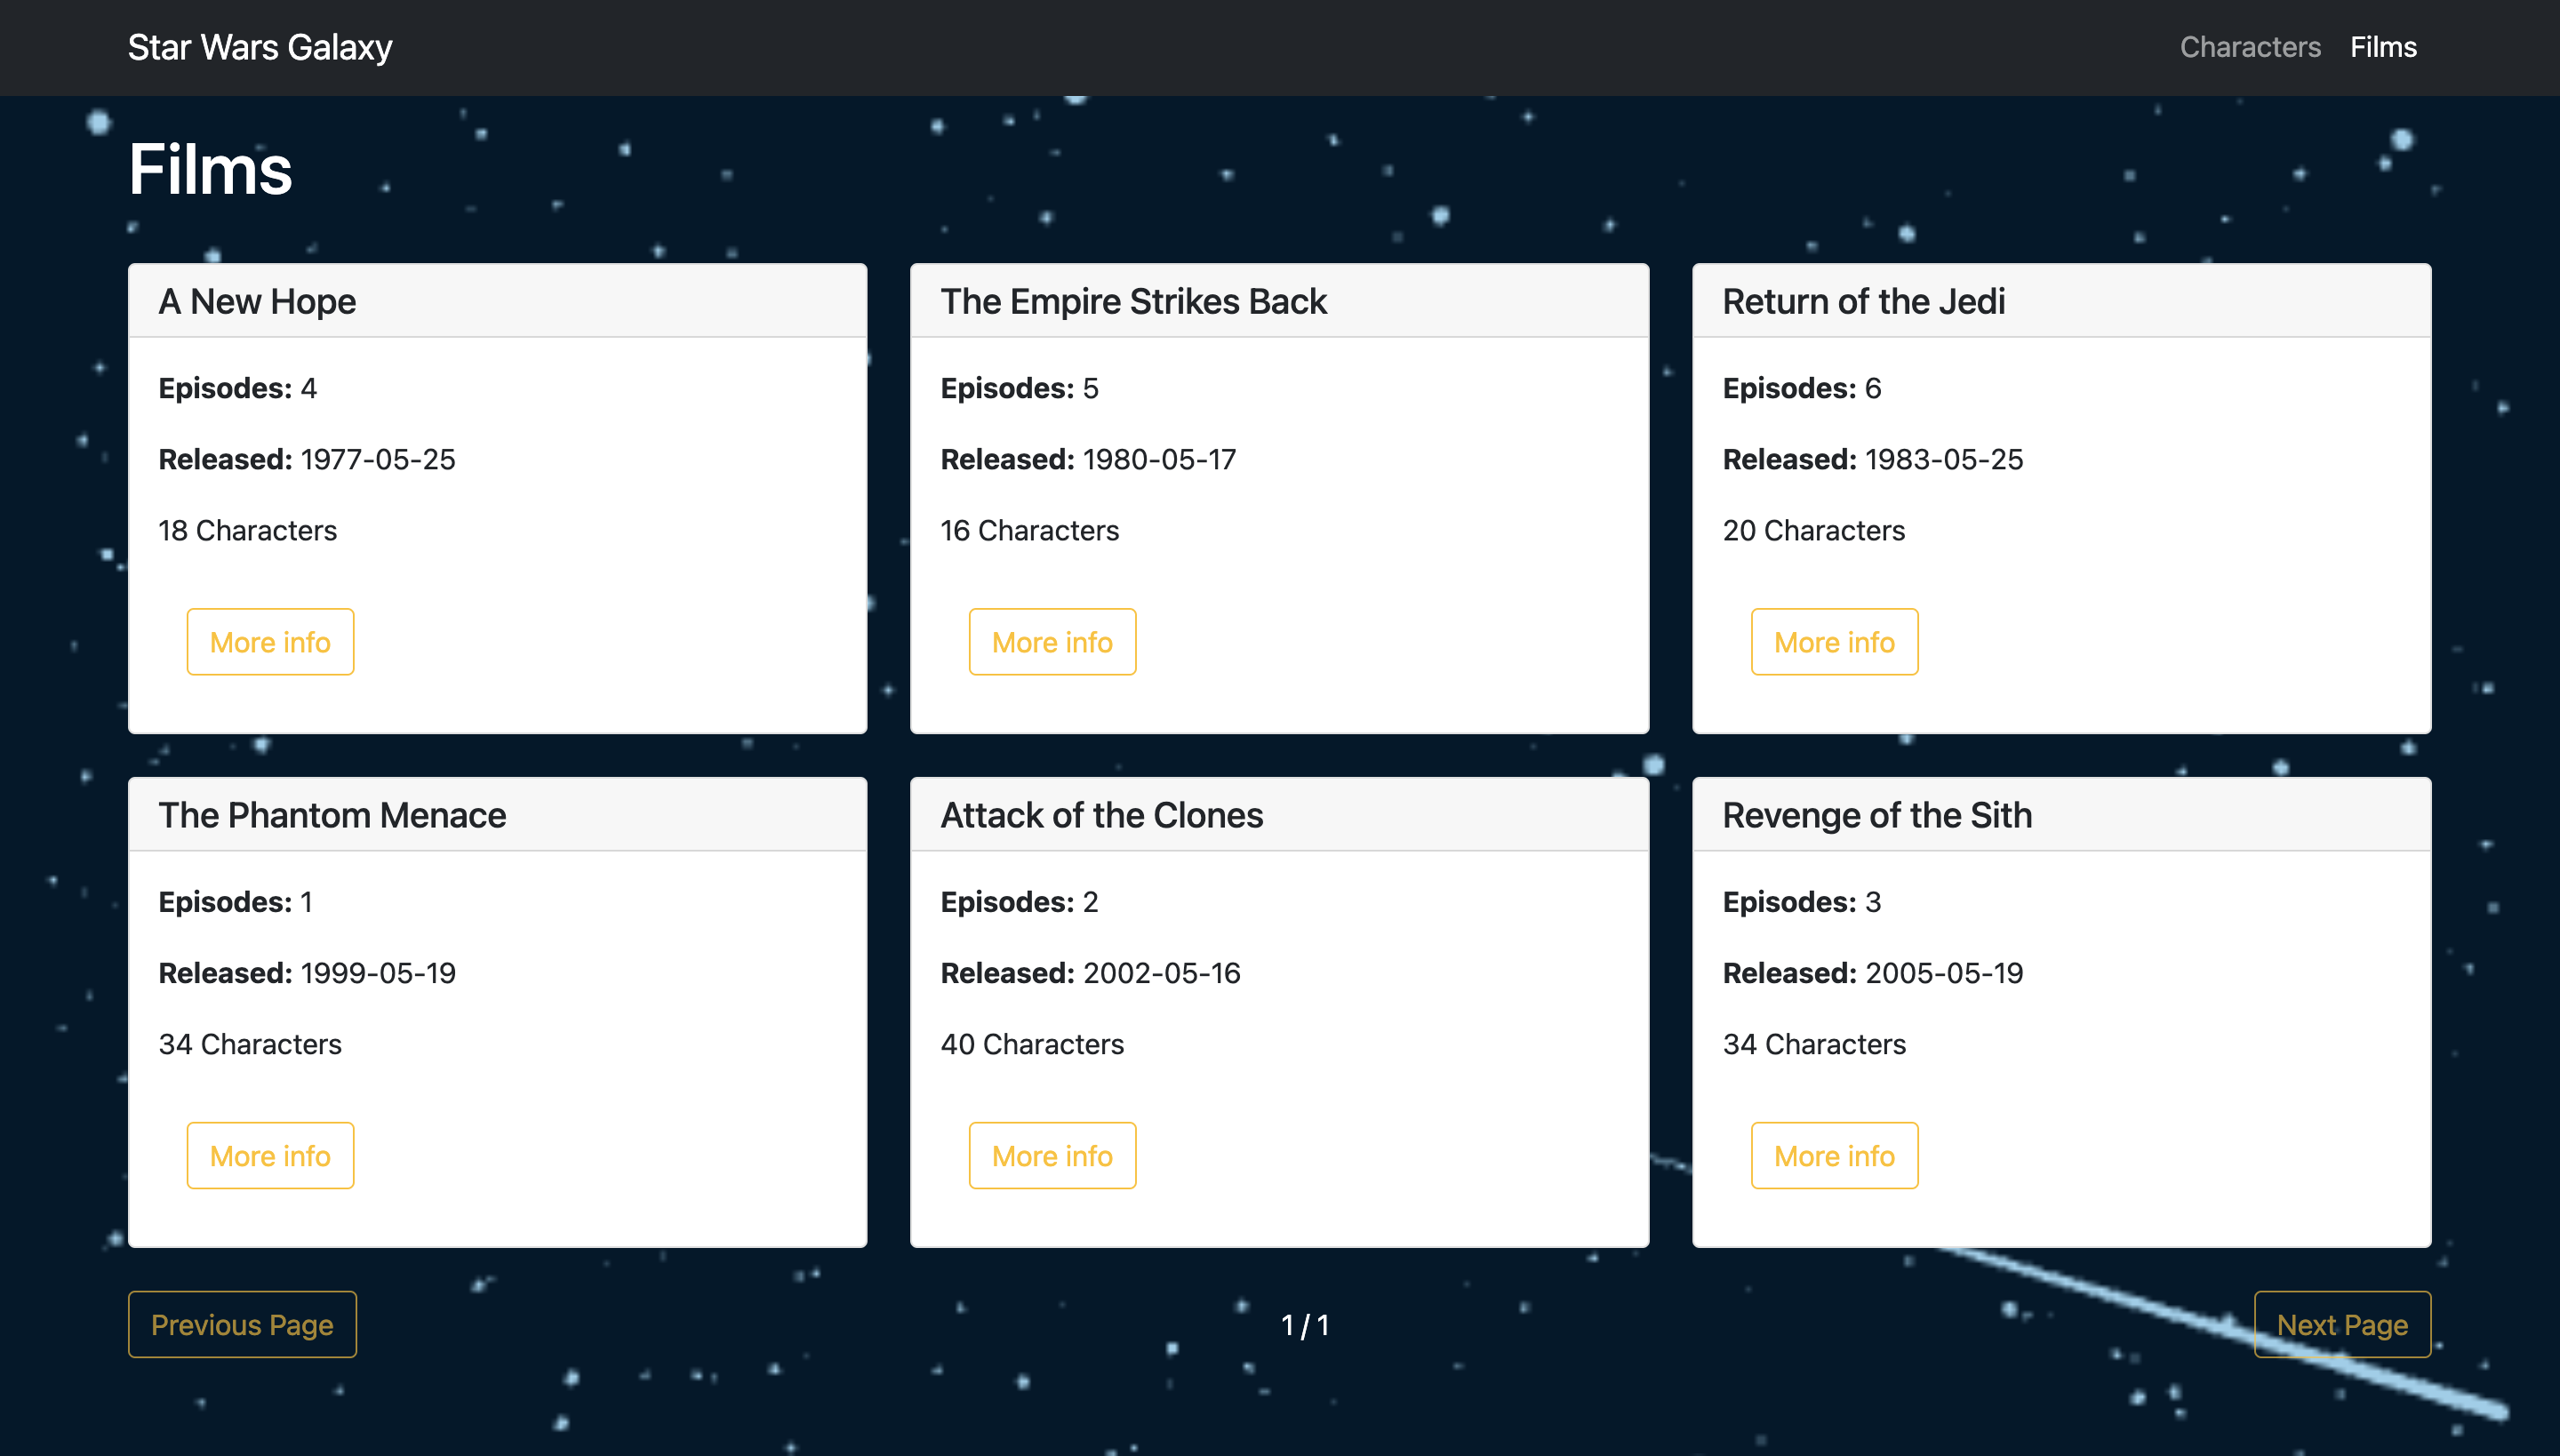 Star Wars Galaxy
Characters Films
Films
A New Hope
Episodes: 4
Released: 1977-05-25
18 Characters
More info
The Empire Strikes Back
Episodes: 5
Released: 1980-05-17
16 Characters
More info
Return of the Jedi
Episodes: 6
Released: 1983-05-25
20 Characters
More info
The Phantom Menace
Episodes: 1
Released: 1999-05-19
34 Characters
More info
Attack of the Clones
Episodes: 2
Released: 2002-05-16
40 Characters
More info
Revenge of the Sith
Episodes: 3
Released: 2005-05-19
34 Characters
More info
Previous Page
1 / 1
Next Page